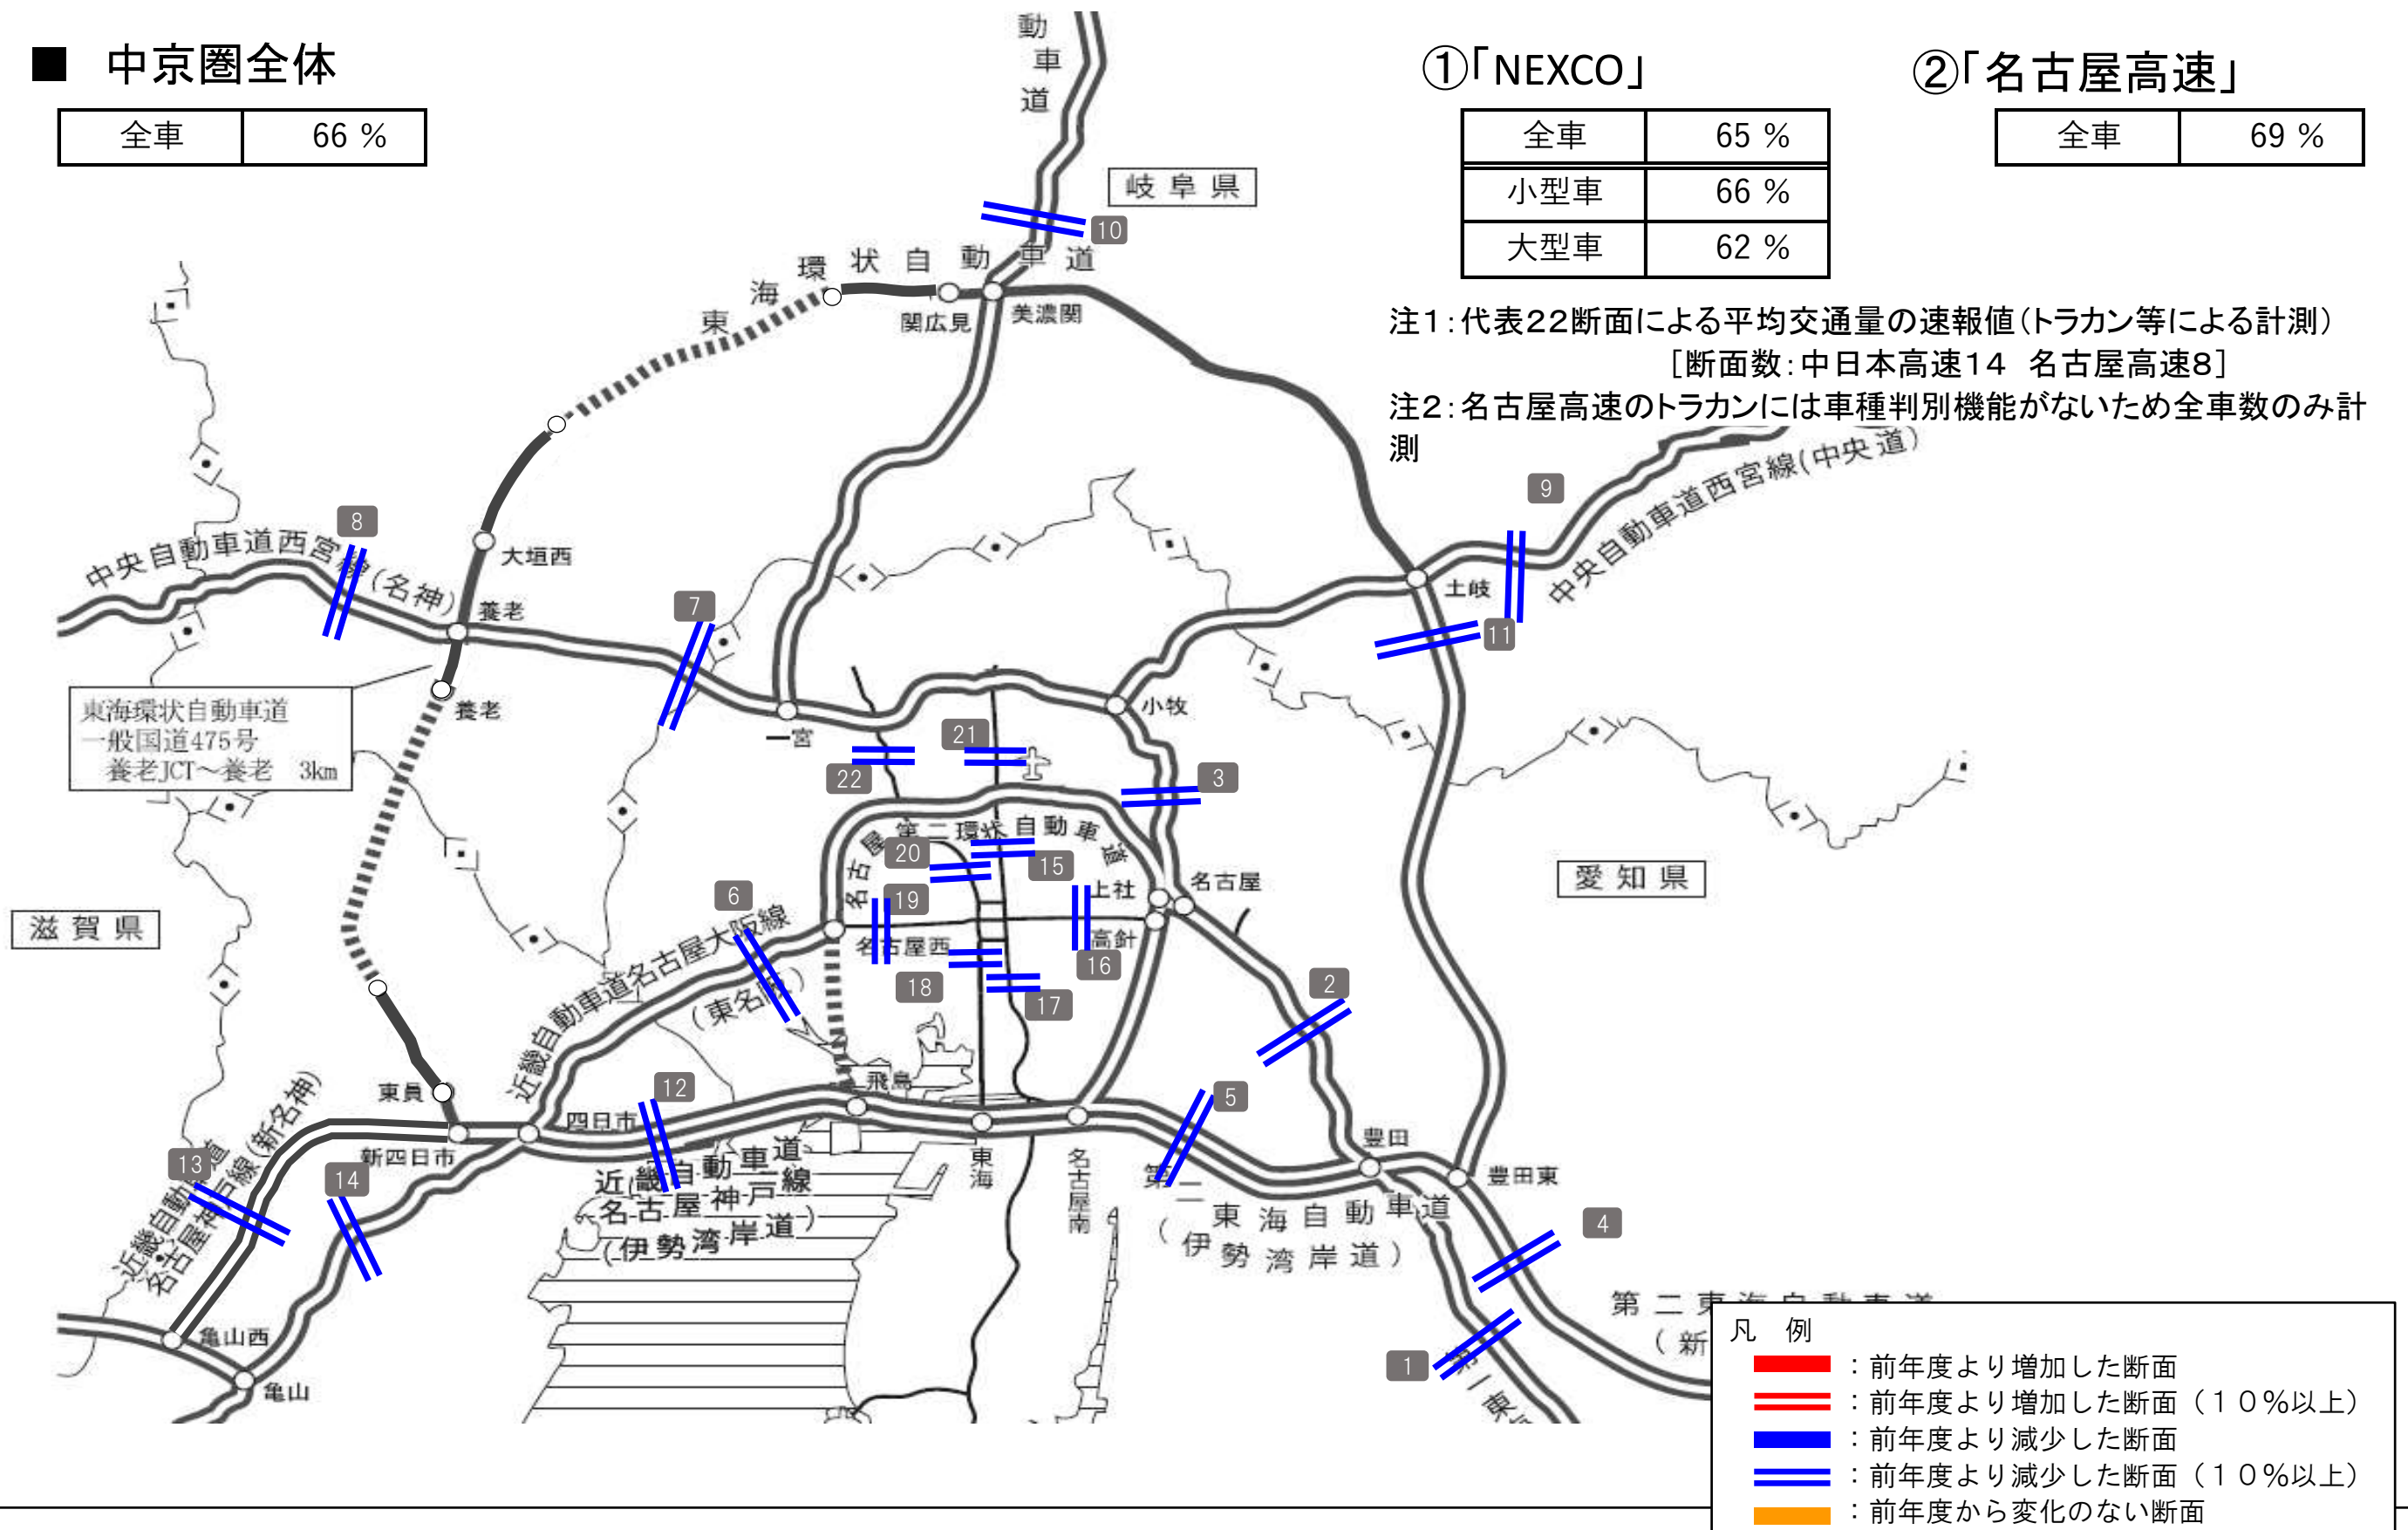 ■ 中京圏全体
全車 66 %
①「NEXCO」
全車 65 %
小型車 66 %
大型車 62 %
②「名古屋高速」
全車 69 %
注1:代表22断面による平均交通量の速報値(トラカン等による計測)
[断面数:中日本高速14 名古屋高速8]
注2:名古屋高速のトラカンには車種判別機能がないため全車数のみ計
測
動車道
岐阜県
10
東海環状自動車道
関広見
美濃関
9
中央自動車道西宮線(中央道)
8
中央自動車道西宮線(名神)
大垣西
養老
7
土岐
11
東海環状自動車道
一般国道475号
養老JCT~養老 3km
養老
一宮
小牧
21
22
3
名古屋第二環状自動車道
20
15
上社
名古屋
愛知県
滋賀県
6
19
名古屋西
高針
16
近畿自動車道名古屋大阪線
(東名阪)
18
17
2
東員
飛島
12
四日市
5
新四日市
13
14
近畿自動車道
名古屋神戸線(新名神)
近畿自動車道
名古屋神戸線
(伊勢湾岸道)
東海
名古屋南
豊田
豊田東
第二東海自動車道
(伊勢湾岸道)
4
亀山西
亀山
1
第二東海自動車道
(新
第一東
凡 例
:前年度より増加した断面
:前年度より増加した断面(10%以上)
:前年度より減少した断面
:前年度より減少した断面(10%以上)
:前年度から変化のない断面